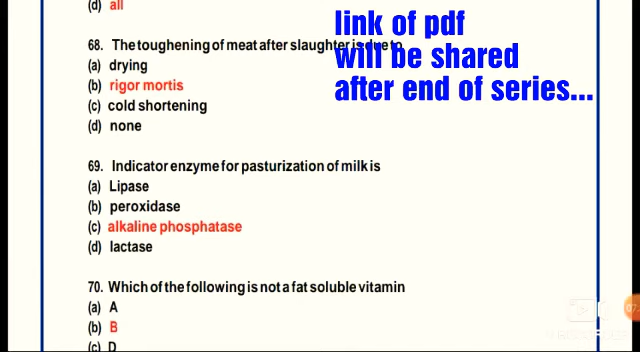 (d) all
link of pdf
68. The toughening of meat after slaughter is due to
will be shared
(a) drying
(b) rigor mortis
after end of series...
(c) cold shortening
(d) none
69. Indicator enzyme for pasturization of milk is
(a) Lipase
(b) peroxidase
(c) alkaline phosphatase
(d) lactase
70. Which of the following is not a fat soluble vitamin
(a) A
(b) B
(c) D